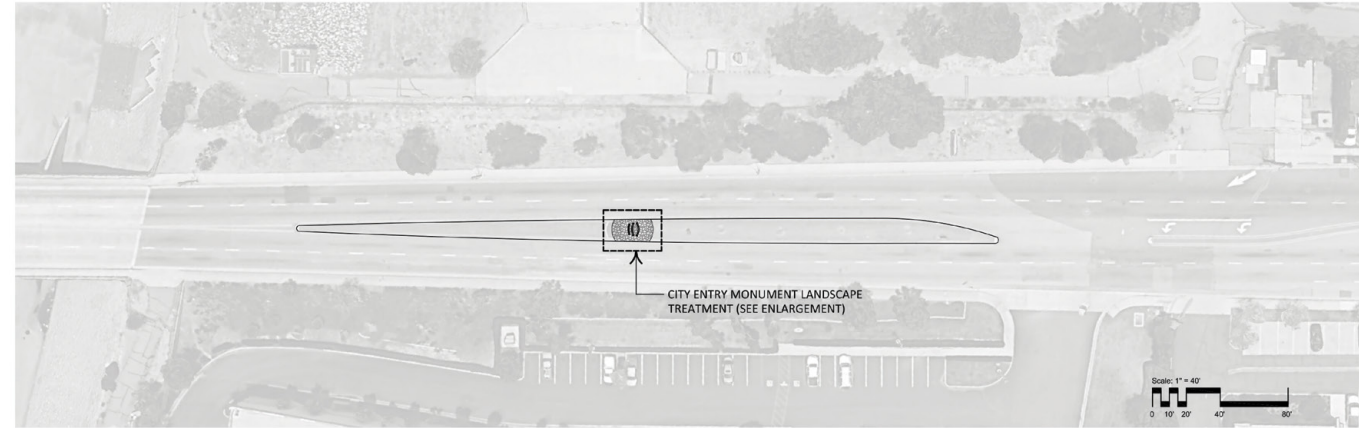 CITY ENTRY MONUMENT LANDSCAPE
TREATMENT (SEE ENLARGEMENT)
Scale: 1" = 40'
0 10' 20' 40' 80'